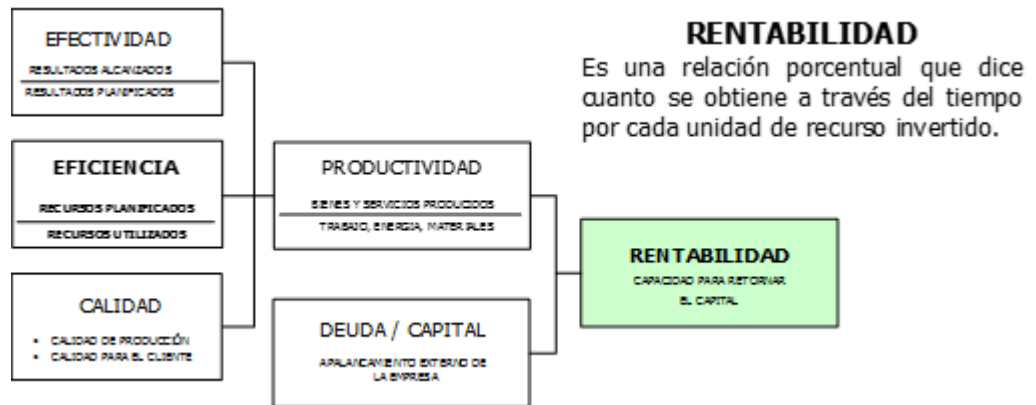 EFECTIVIDAD
RESULTADOS ALCANZADOS
RESULTADOS PLANIFICADOS
EFICIENCIA
RECURSOS PLANIFICADOS
RECURSOS UTILIZADOS
CALIDAD
• CALIDAD DE PRODUCCIÓN
• CALIDAD PARA EL CLIENTE
PRODUCTIVIDAD
BIENES Y SERVICIOS PRODUCIDOS
TRABAJO, ENERGIA, MATERIALES
DEUDA / CAPITAL
APALANCAMIENTO EXTERNO DE
LA EMPRESA
RENTABILIDAD
Es una relación porcentual que dice
cuanto se obtiene a través del tiempo
por cada unidad de recurso invertido.
RENTABILIDAD
CAPACIDAD PARA RETORNAR
EL CAPITAL